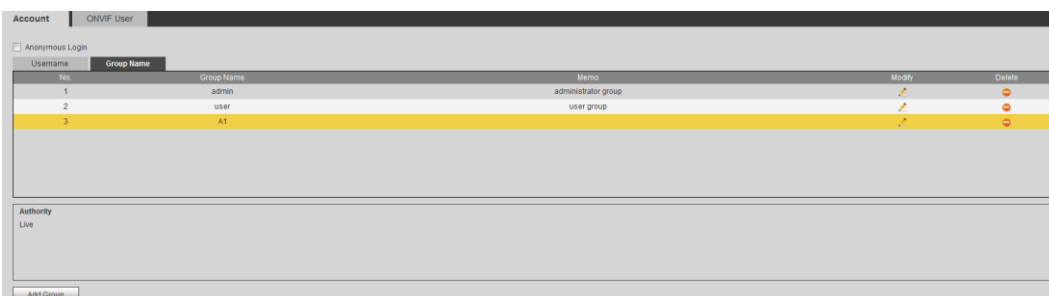 Account ONVIF User
Anonymous Login
Username Group Name
No. Group Name Memo Modify Delete
1 admin administrator group
2 user user group
3 A1
Authority
Live
Add Group